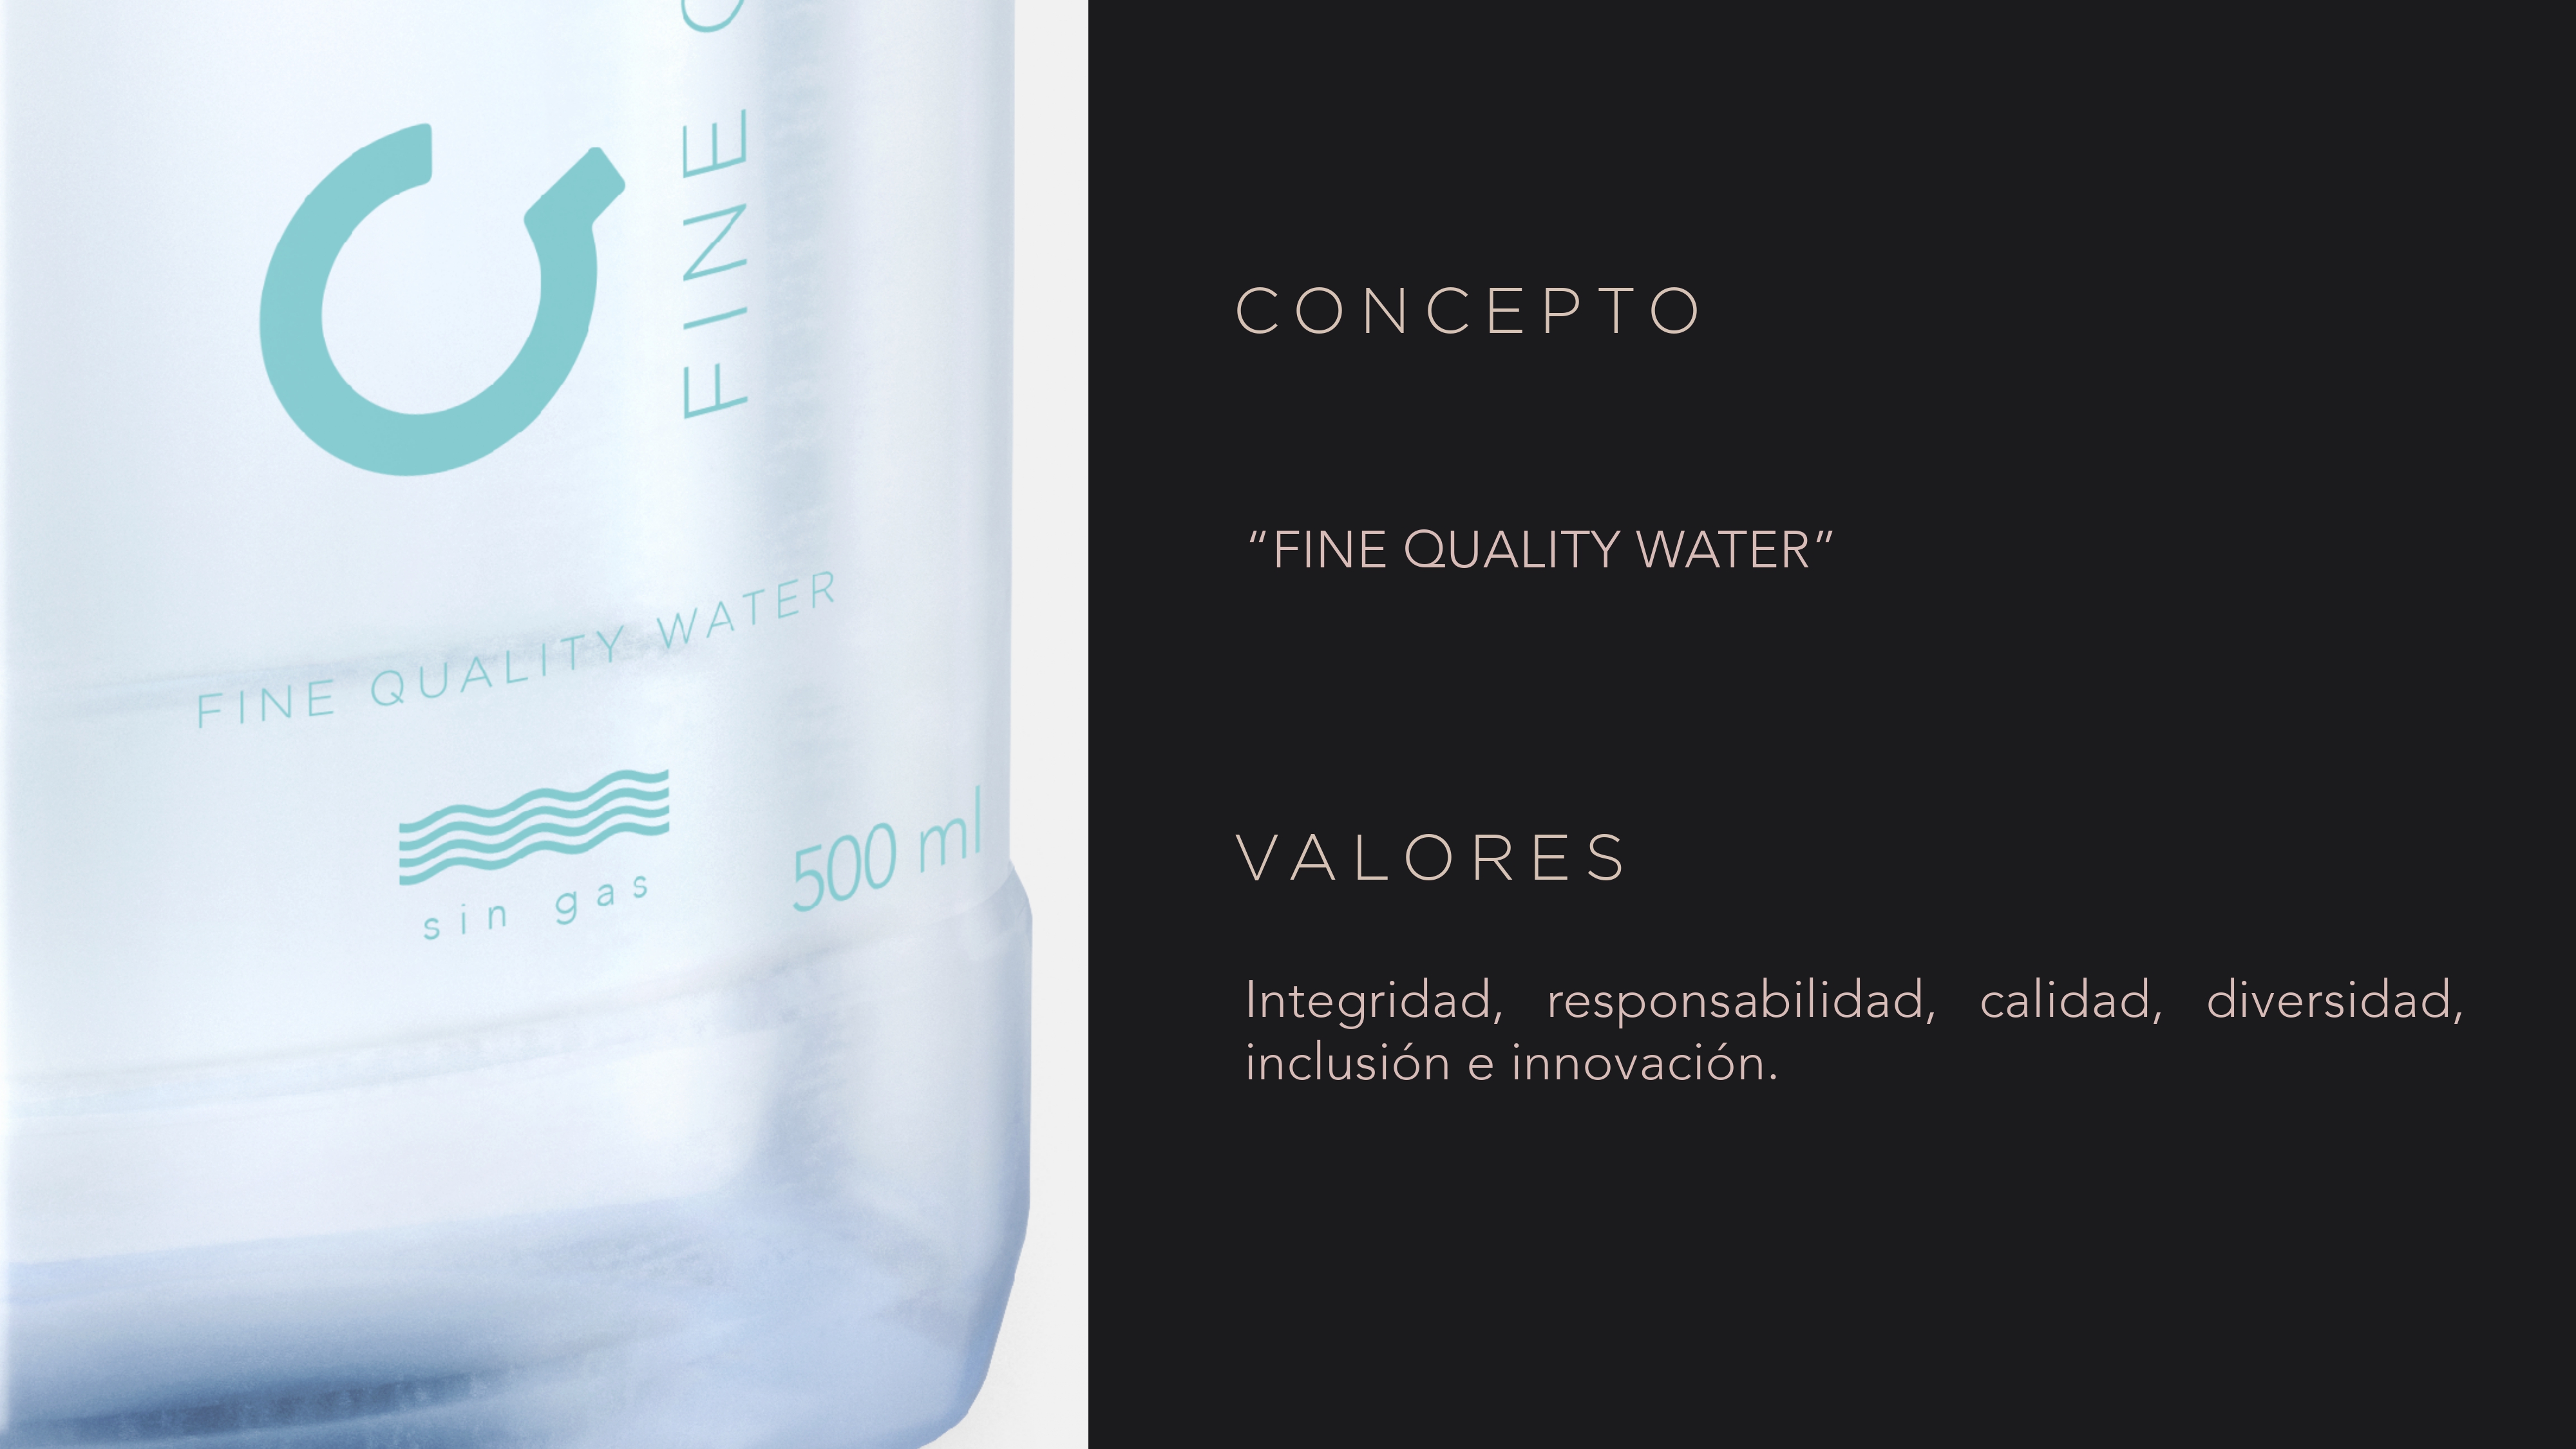 FINE
FINE QUALITY WATER
sin gas
500 ml
CONCEPTO
“FINE QUALITY WATER”
VALORES
Integridad, responsabilidad, calidad, diversidad,
inclusión e innovación.